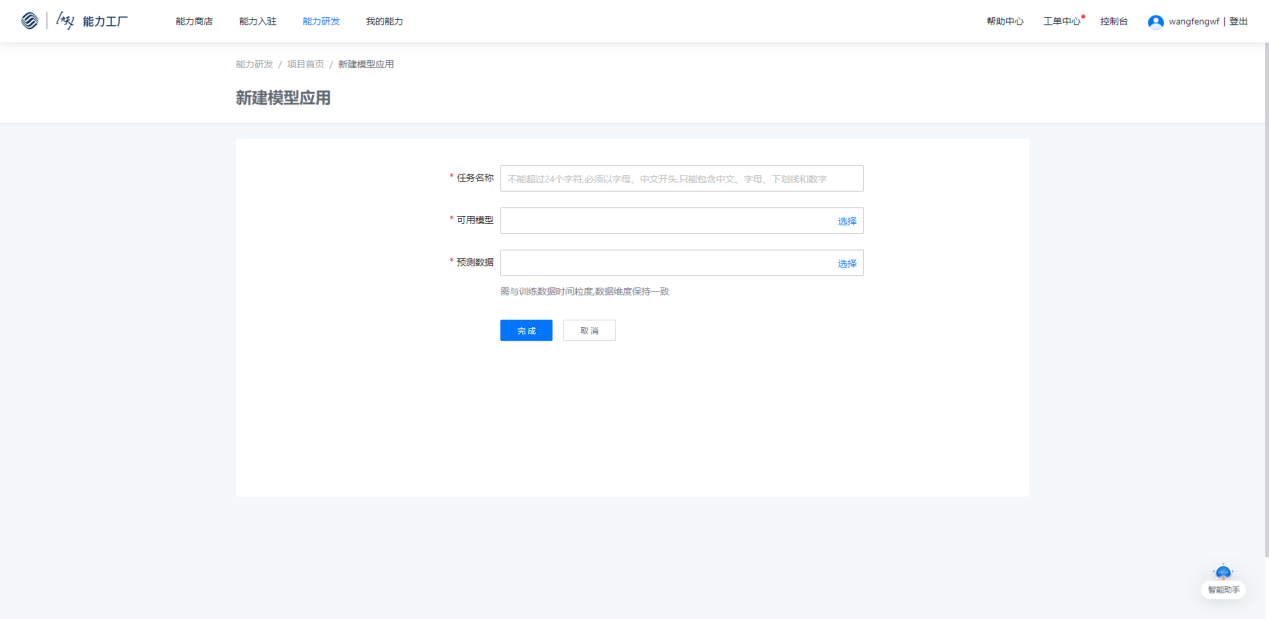 能力工厂 能力商店 能力入驻 能力研发 我的能力 帮助中心 工单中心 控制台 wangfengwf | 登出
能力研发 / 项目首页 / 新建模型应用
新建模型应用
* 任务名称 不能超过24个字符,必须以字母、中文开头,只能包含中文、字母、下划线和数字
* 可用模型 选择
* 预测数据 选择
需与训练数据时间粒度,数据维度保持一致
完成 取消
智能助手